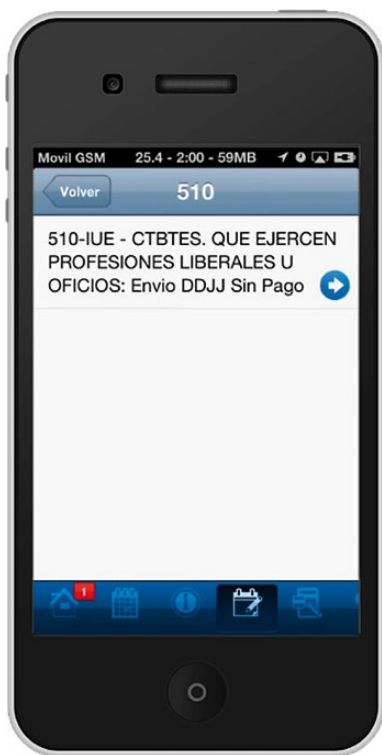 Movil GSM 25.4 - 2:00 - 59MB
Volver 510
510-IUE - CTBTES. QUE EJERCEN
PROFESIONES LIBERALES U
OFICIOS: Envio DDJJ Sin Pago
1